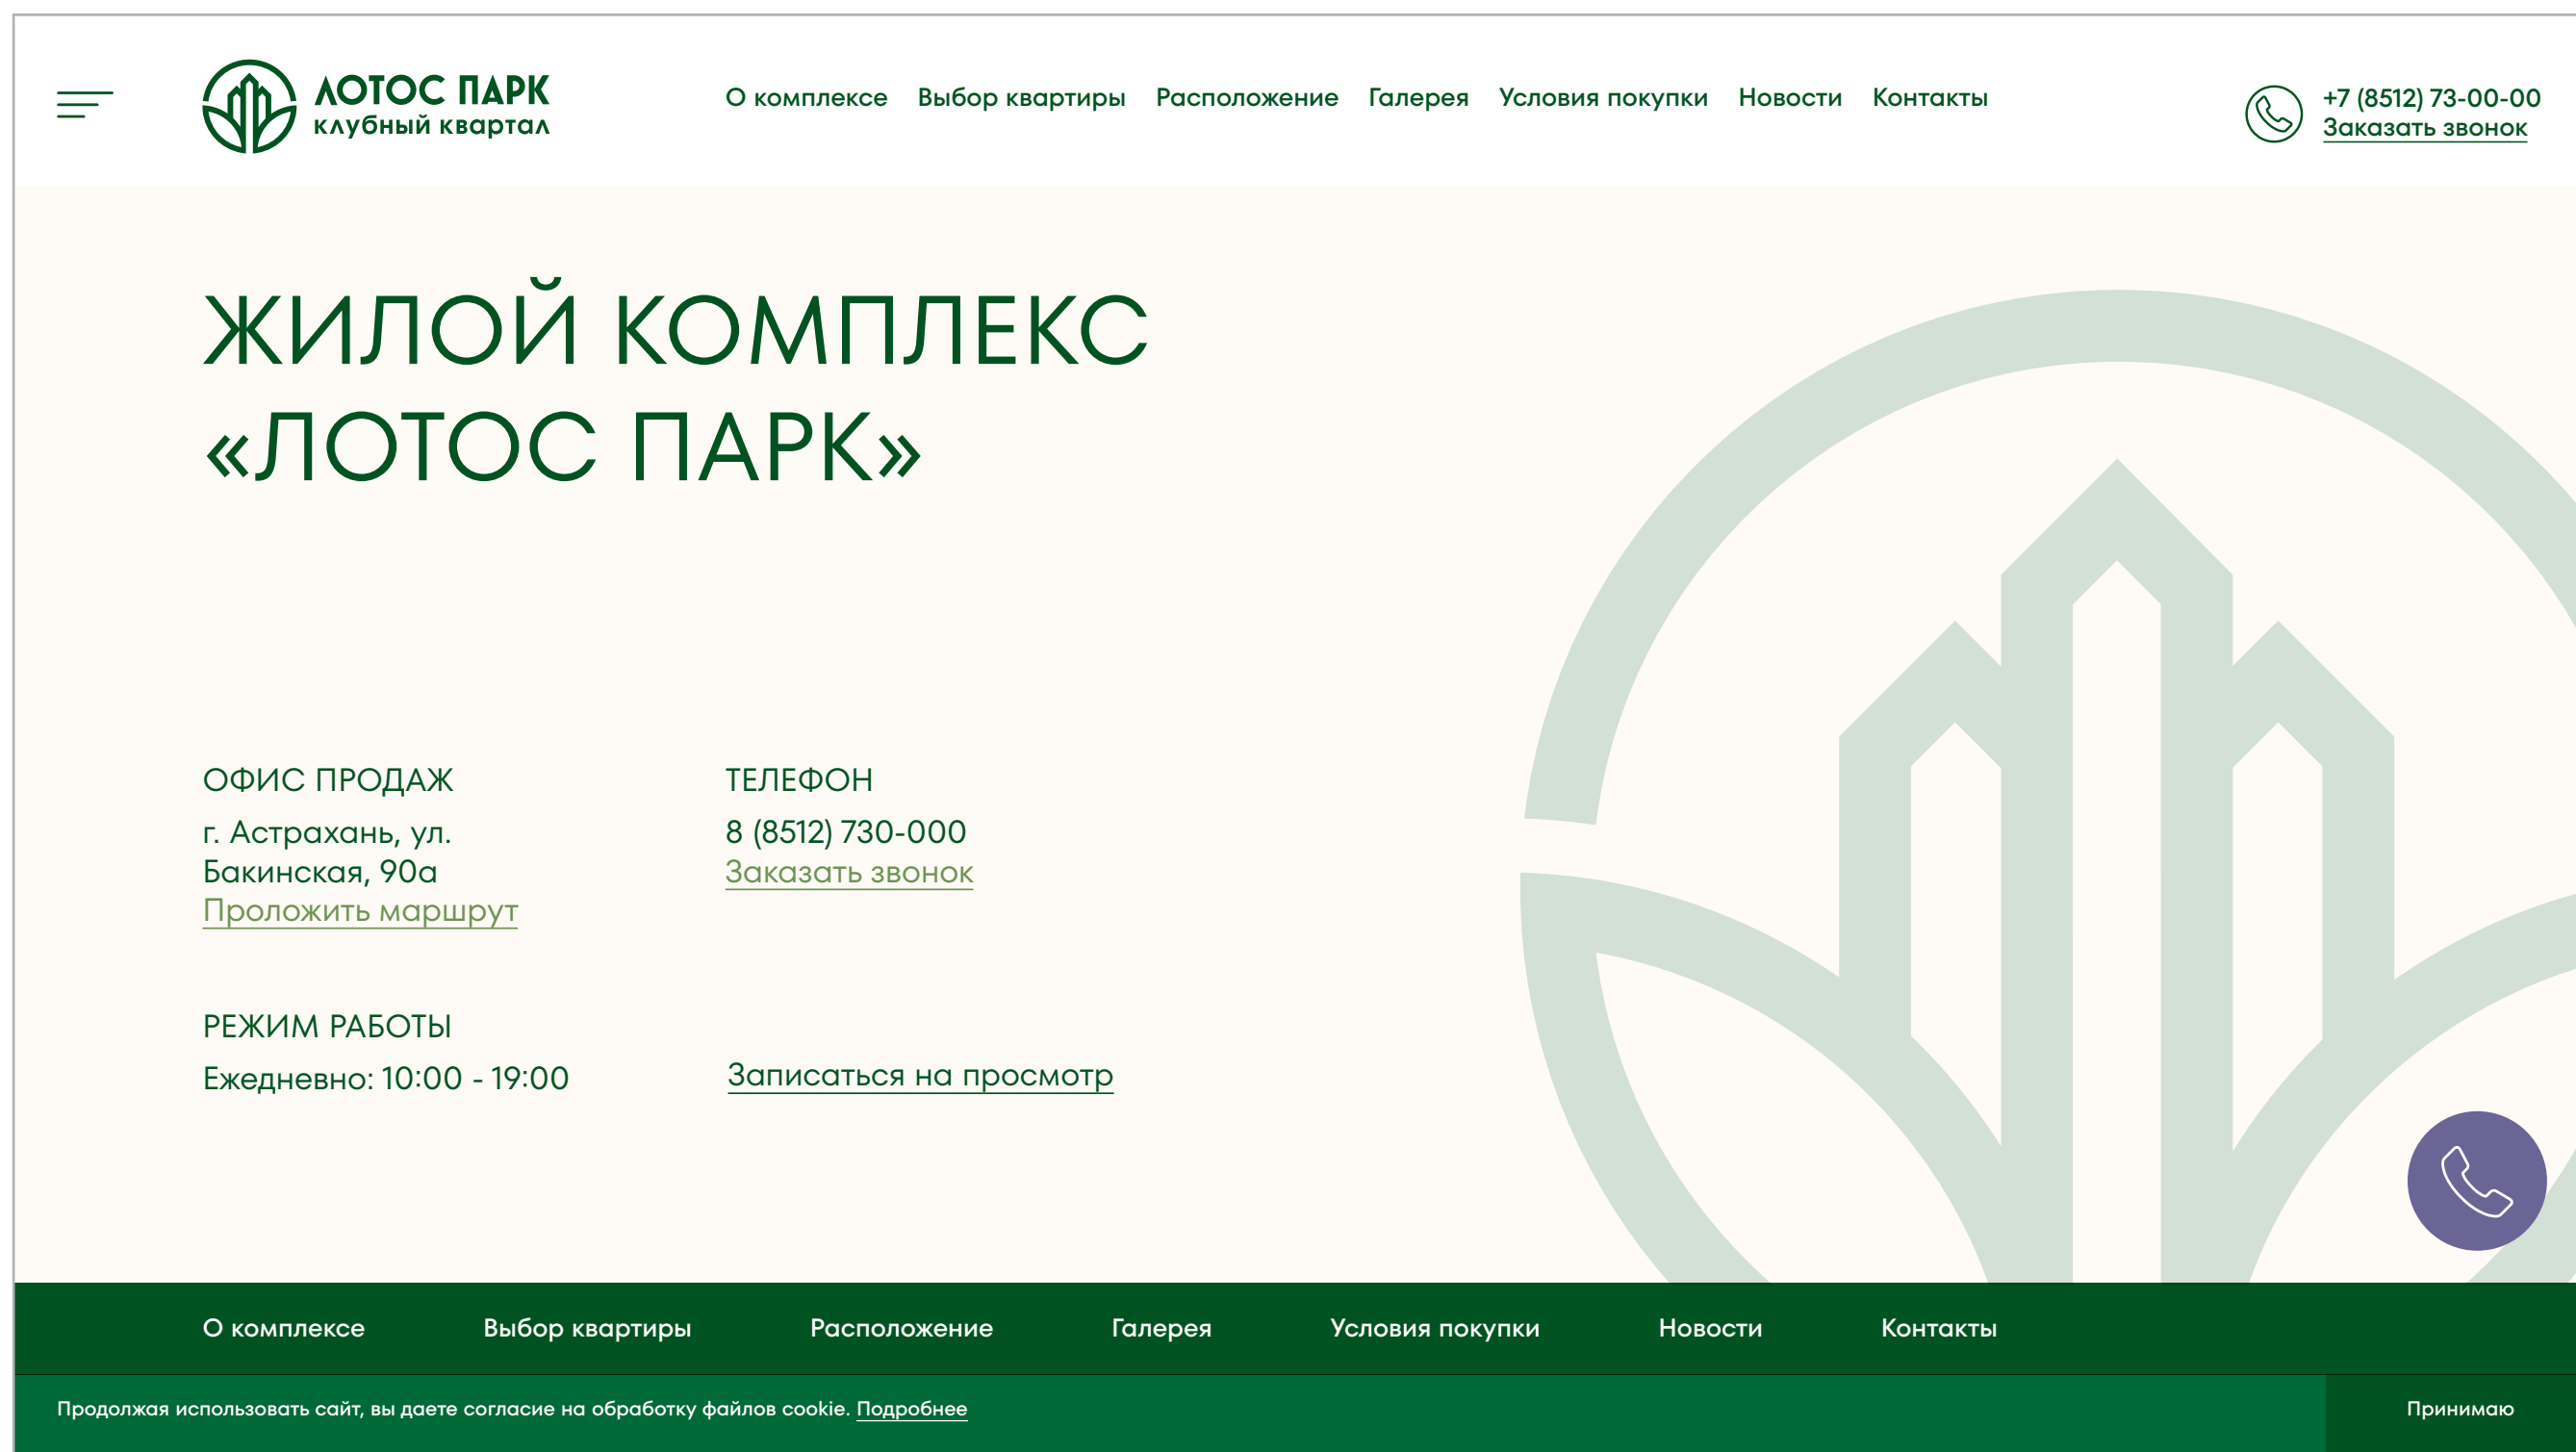 ЛОТОС ПАРК
клубный квартал
О комплексе Выбор квартиры Расположение Галерея Условия покупки Новости Контакты
+7 (8512) 73-00-00
Заказать звонок
ЖИЛОЙ КОМПЛЕКС
«ЛОТОС ПАРК»
ОФИС ПРОДАЖ
г. Астрахань, ул.
Бакинская, 90а
Проложить маршрут
ТЕЛЕФОН
8 (8512) 730-000
Заказать звонок
РЕЖИМ РАБОТЫ
Ежедневно: 10:00 - 19:00
Записаться на просмотр
О комплексе Выбор квартиры Расположение Галерея Условия покупки Новости Контакты
Продолжая использовать сайт, вы даете согласие на обработку файлов cookie. Подробнее
Принимаю